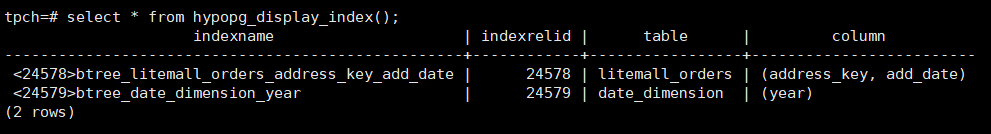 tpch=# select * from hypopg_display_index();
indexname | indexrelid | table | column
----------------------------------------------+------------+----------------+--------------------------
<24578>btree_litemall_orders_address_key_add_date | 24578 | litemall_orders | (address_key, add_date)
<24579>btree_date_dimension_year | 24579 | date_dimension | (year)
(2 rows)